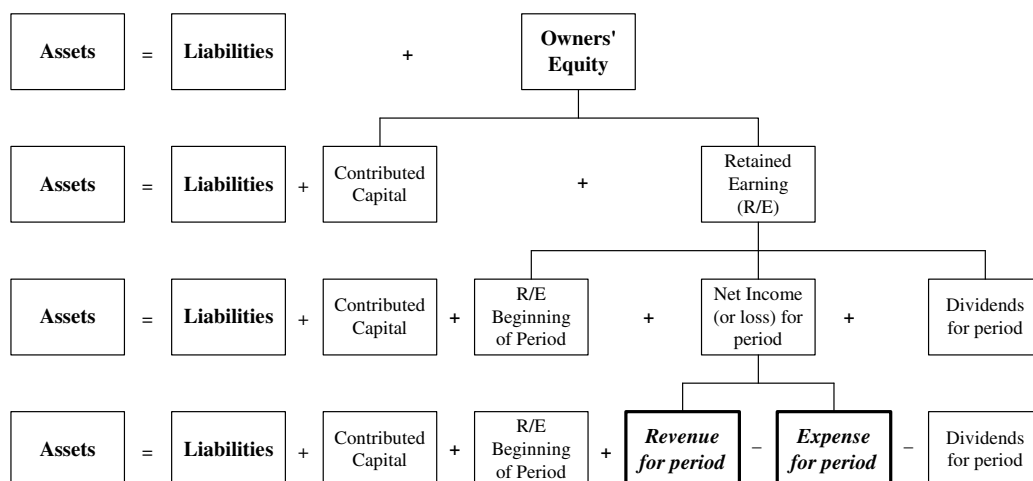 Assets = Liabilities + Owners'
Equity
Assets = Liabilities + Contributed
Capital + Retained
Earning
(R/E)
Assets = Liabilities + Contributed
Capital + R/E
Beginning
of Period + Net Income
(or loss) for
period + Dividends
for period
Assets = Liabilities + Contributed
Capital + R/E
Beginning
of Period + Revenue
for period – Expense
for period – Dividends
for period